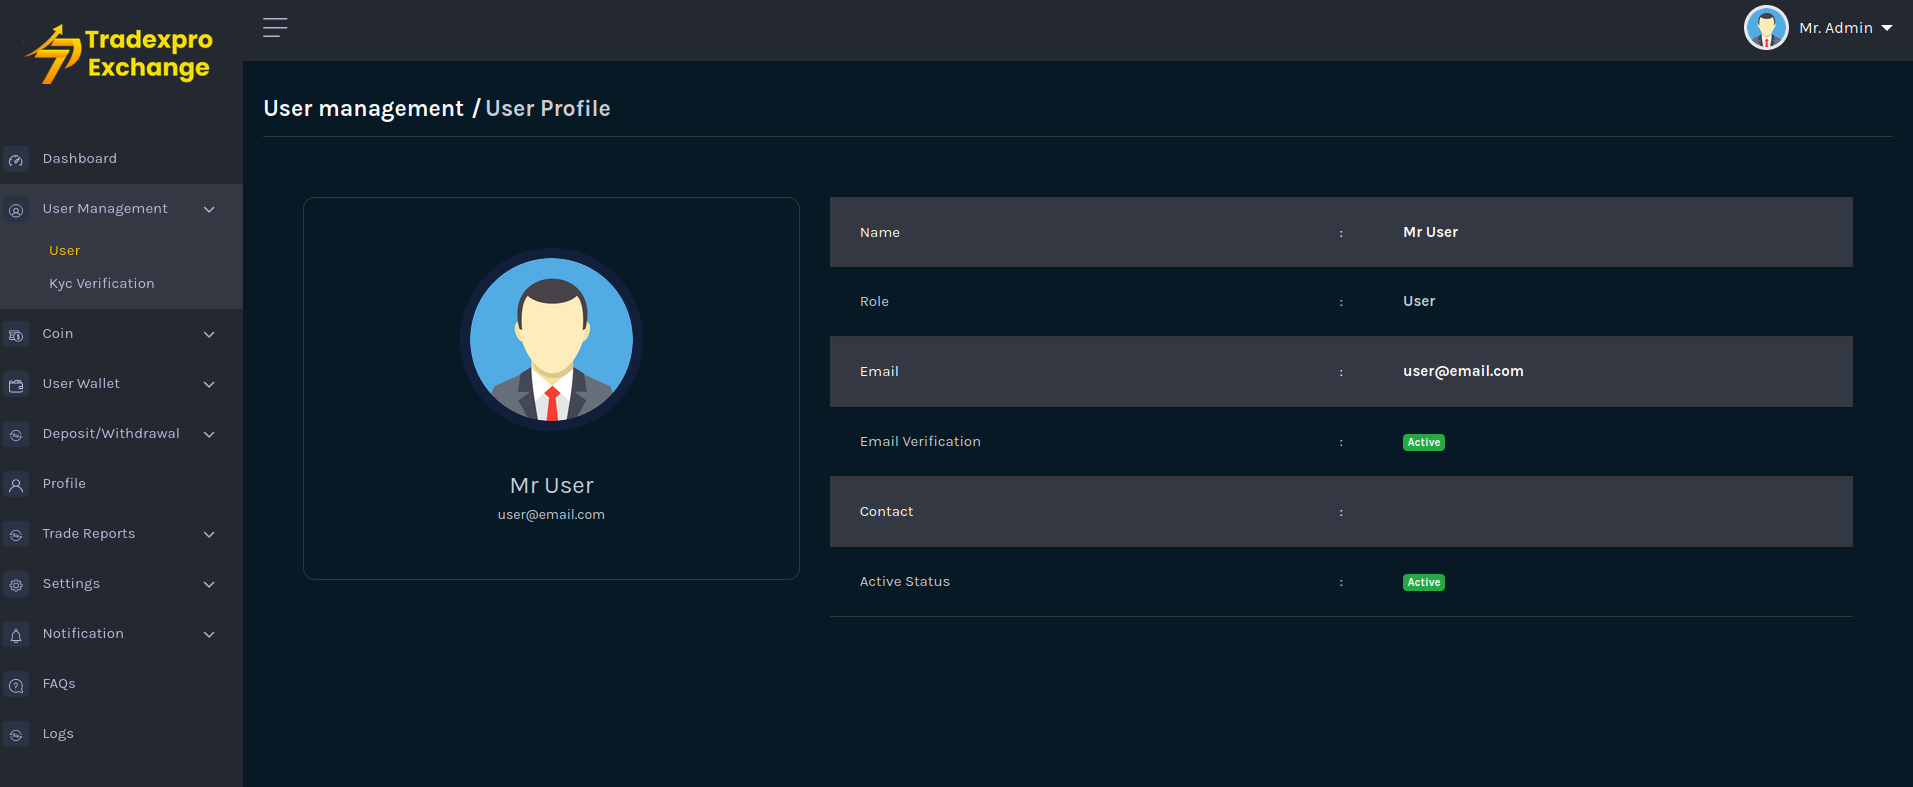 Tradexpro
Exchange
Mr. Admin
User management / User Profile
Dashboard
User Management
User
Kyc Verification
Coin
User Wallet
Deposit/Withdrawal
Profile
Trade Reports
Settings
Notification
FAQs
Logs
Mr User
user@email.com
Name : Mr User
Role : User
Email : user@email.com
Email Verification : Active
Contact :
Active Status : Active